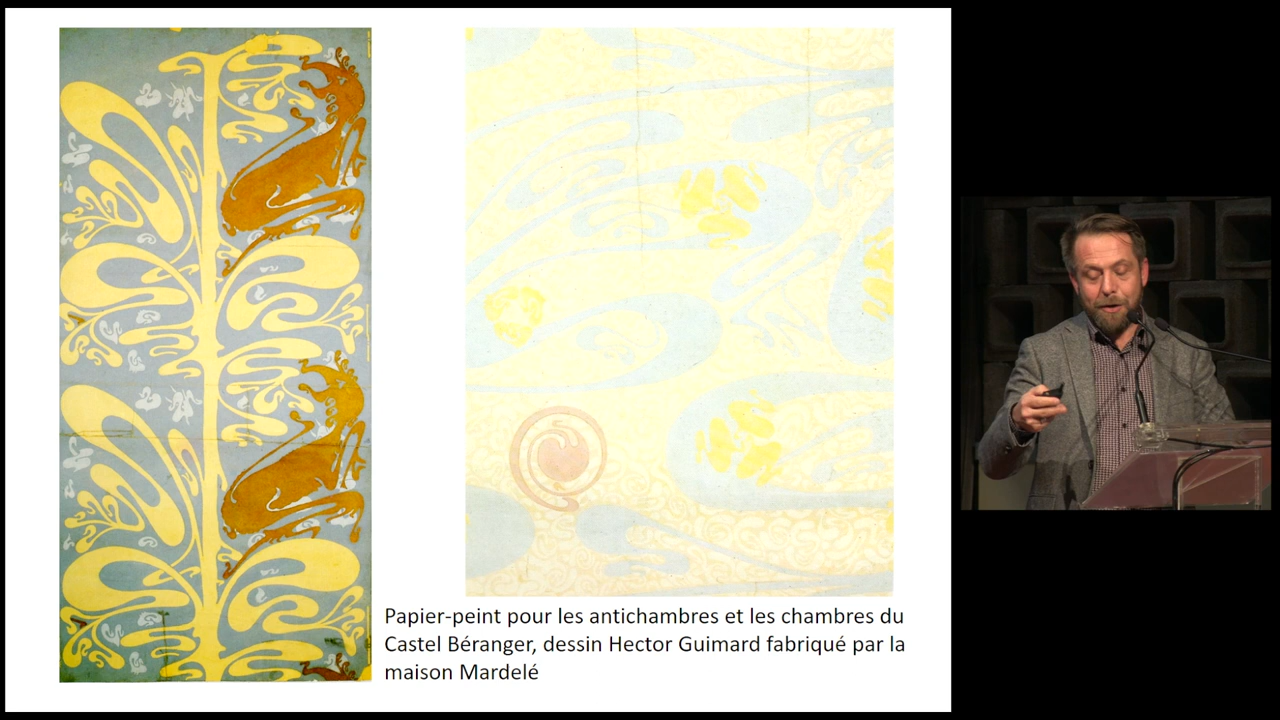 Papier-peint pour les antichambres et les chambres du
Castel Béranger, dessin Hector Guimard fabriqué par la
maison Mardelé